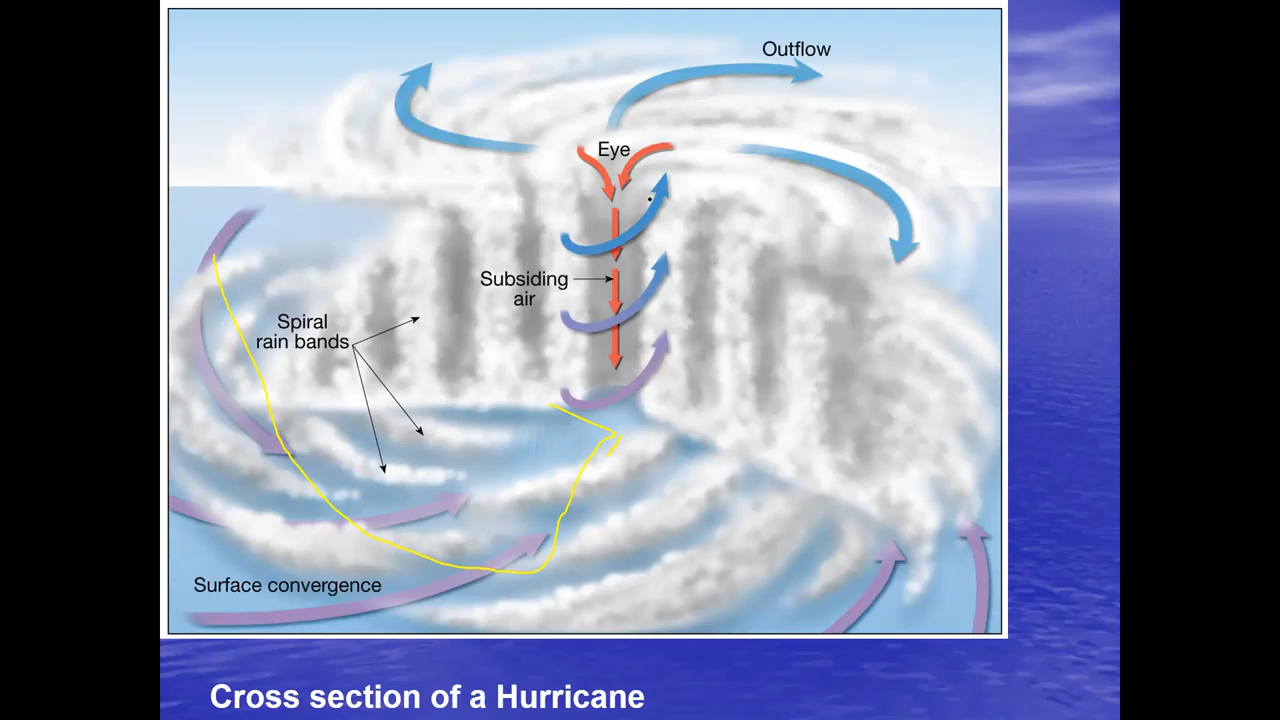 Outflow
Eye
Subsiding
air
Spiral
rain bands
Surface convergence
Cross section of a Hurricane